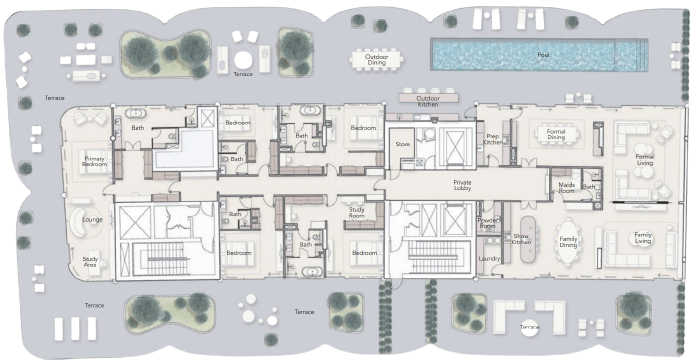 Outdoor
Dining
Pool
Terrace
Terrace
Outdoor
Kitchen
Bath
Bedroom
Bath
Bedroom
Store
Prep
Kitchen
Formal
Dining
Formal
Living
Primary
Bedroom
Bath
Private
Lobby
Maids
Room
Bath
Lounge
Bath
Study
Room
Powder
Room
Show
Kitchen
Family
Dining
Family
Living
Study
Area
Bedroom
Bath
Bedroom
Laundry
Terrace
Terrace
Terrace